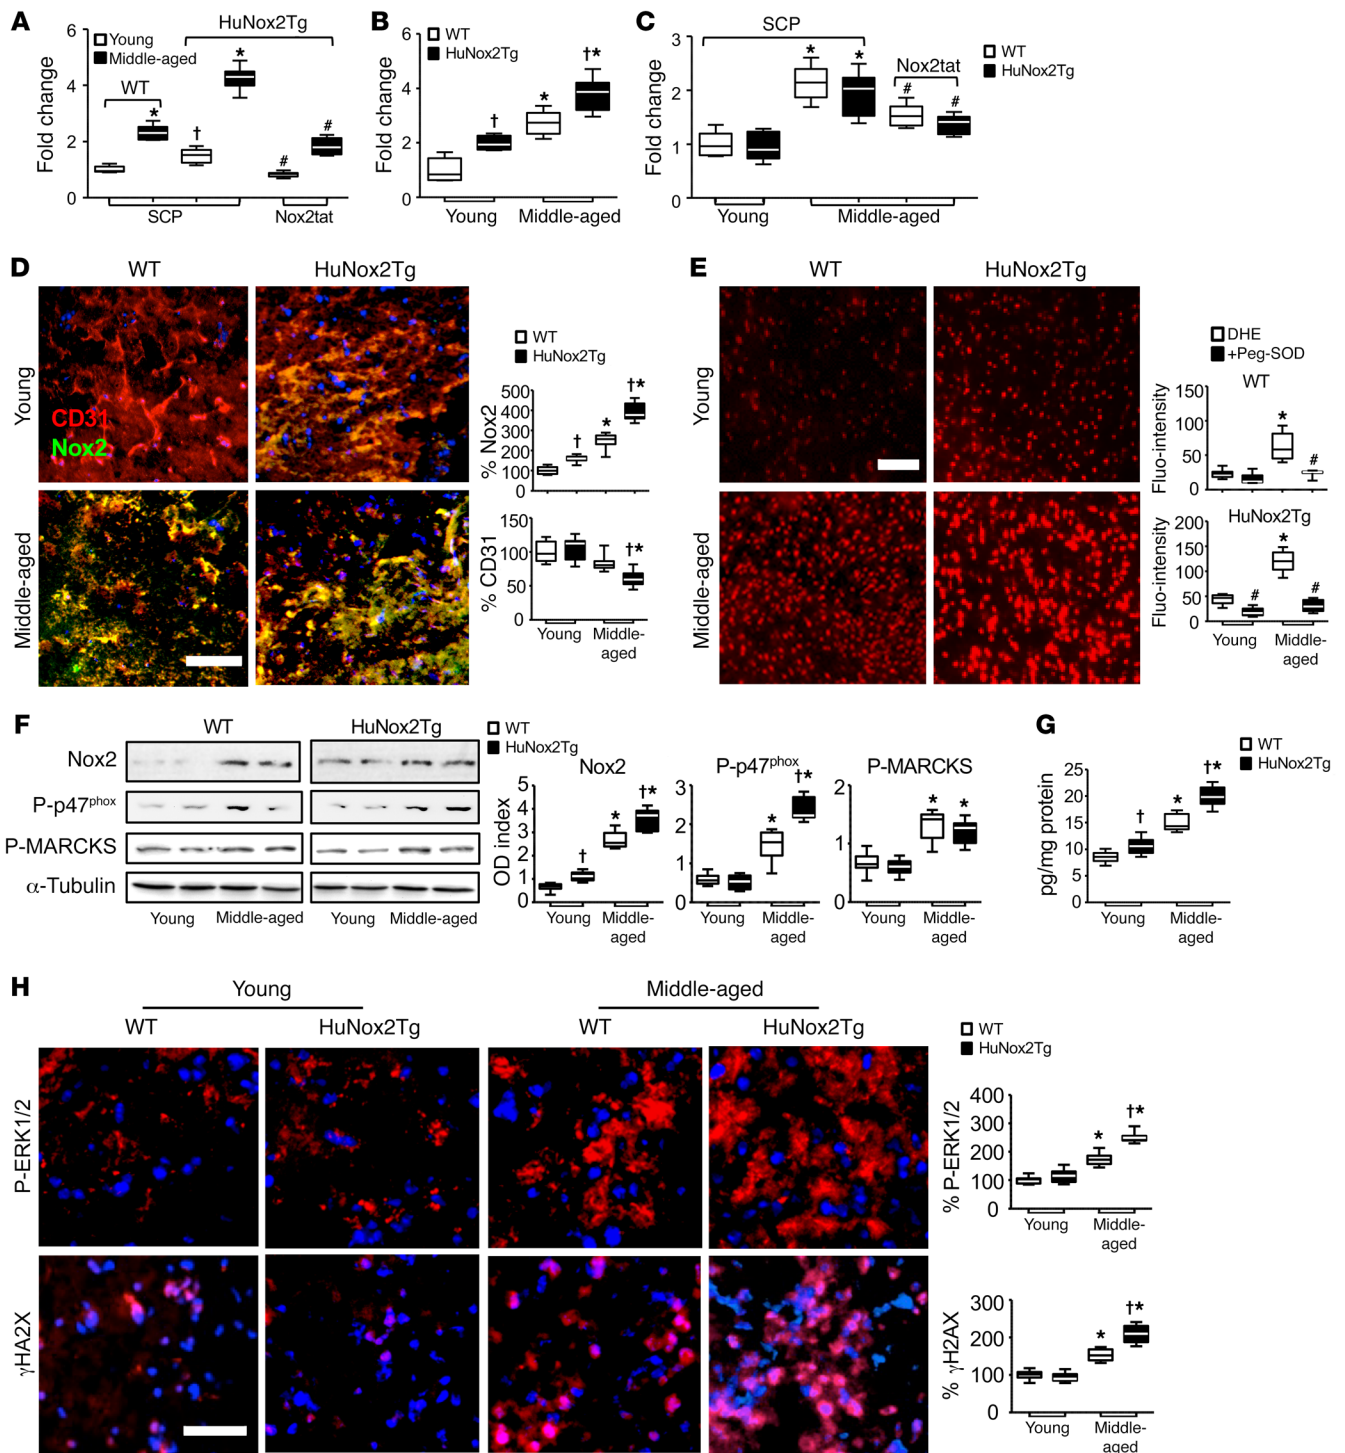 A
HuNox2Tg
Young
Middle-aged
WT
Fold change
6
4
2
0
*
†
*
#
#
SCP
Nox2tat
B
WT
HuNox2Tg
Fold change
6
4
2
0
†
*
†*
Young
Middle-aged
C
SCP
WT
HuNox2Tg
Nox2tat
Fold change
3
2
1
0
*
*
#
#
Young
Middle-aged
D
WT
HuNox2Tg
Young
CD31
Nox2
Middle-aged
WT
HuNox2Tg
% Nox2
500
400
300
200
100
0
†
*
†*
% CD31
150
100
50
0
†*
Young
Middle-
aged
E
WT
HuNox2Tg
Young
Middle-aged
DHE
+Peg-SOD
WT
Fluo-intensity
150
100
50
0
*
#
HuNox2Tg
Fluo-intensity
200
150
100
50
0
#
*
#
Young
Middle-
aged
F
WT
HuNox2Tg
Nox2
P-p47phox
P-MARCKS
α-Tubulin
Young
Middle-aged
Young
Middle-aged
WT
HuNox2Tg
Nox2
OD index
5
4
3
2
1
0
†
*
†*
Young
Middle-
aged
P-p47phox
3
2
1
0
*
†*
Young
Middle-
aged
P-MARCKS
2
1
0
*
*
Young
Middle-
aged
G
WT
HuNox2Tg
pg/mg protein
25
20
15
10
5
0
†
*
†*
Young
Middle-
aged
H
Young
Middle-aged
WT
HuNox2Tg
WT
HuNox2Tg
P-ERK1/2
γHA2X
WT
HuNox2Tg
% P-ERK1/2
400
300
200
100
0
*
†*
Young
Middle-
aged
% γH2AX
300
200
100
0
*
†*
Young
Middle-
aged